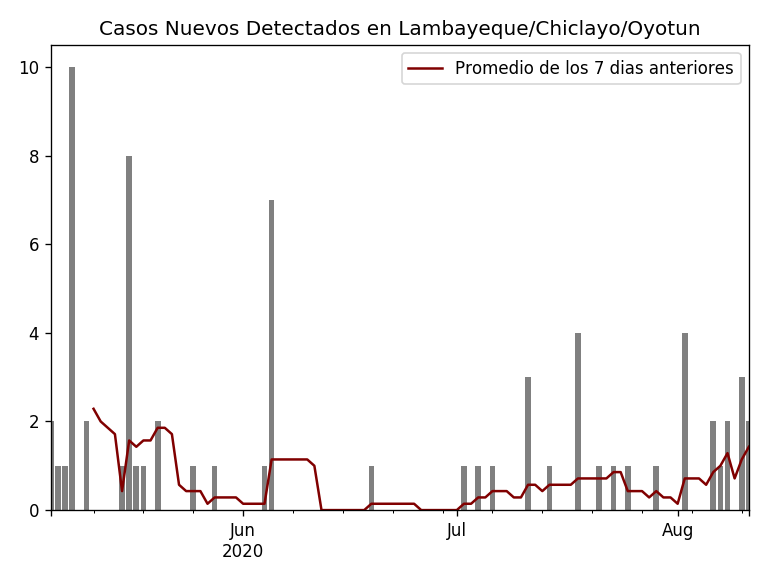 Casos Nuevos Detectados en Lambayeque/Chiclayo/Oyotun
Promedio de los 7 dias anteriores
10
8
6
4
2
0
Jun
2020
Jul
Aug